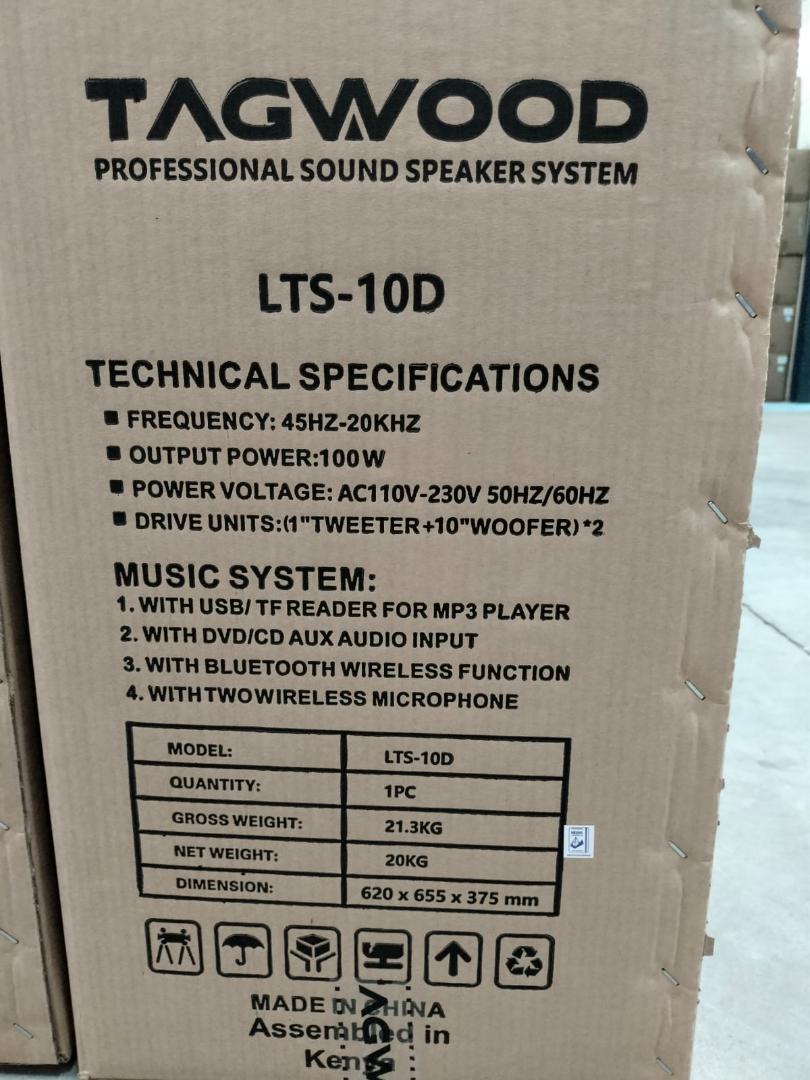 TAGWOOD
PROFESSIONAL SOUND SPEAKER SYSTEM
LTS-10D
TECHNICAL SPECIFICATIONS
■ FREQUENCY: 45HZ-20KHZ
■ OUTPUT POWER:100W
■ POWER VOLTAGE: AC110V-230V 50HZ/60HZ
■ DRIVE UNITS:(1"TWEETER+10"WOOFER)*2
MUSIC SYSTEM:
1. WITH USB/ TF READER FOR MP3 PLAYER
2. WITH DVD/CD AUX AUDIO INPUT
3. WITH BLUETOOTH WIRELESS FUNCTION
4. WITH TWO WIRELESS MICROPHONE
MODEL: LTS-10D
QUANTITY: 1PC
GROSS WEIGHT: 21.3KG
NET WEIGHT: 20KG
DIMENSION: 620 x 655 x 375 mm
MADE IN CHINA
Assembled in
Kenya